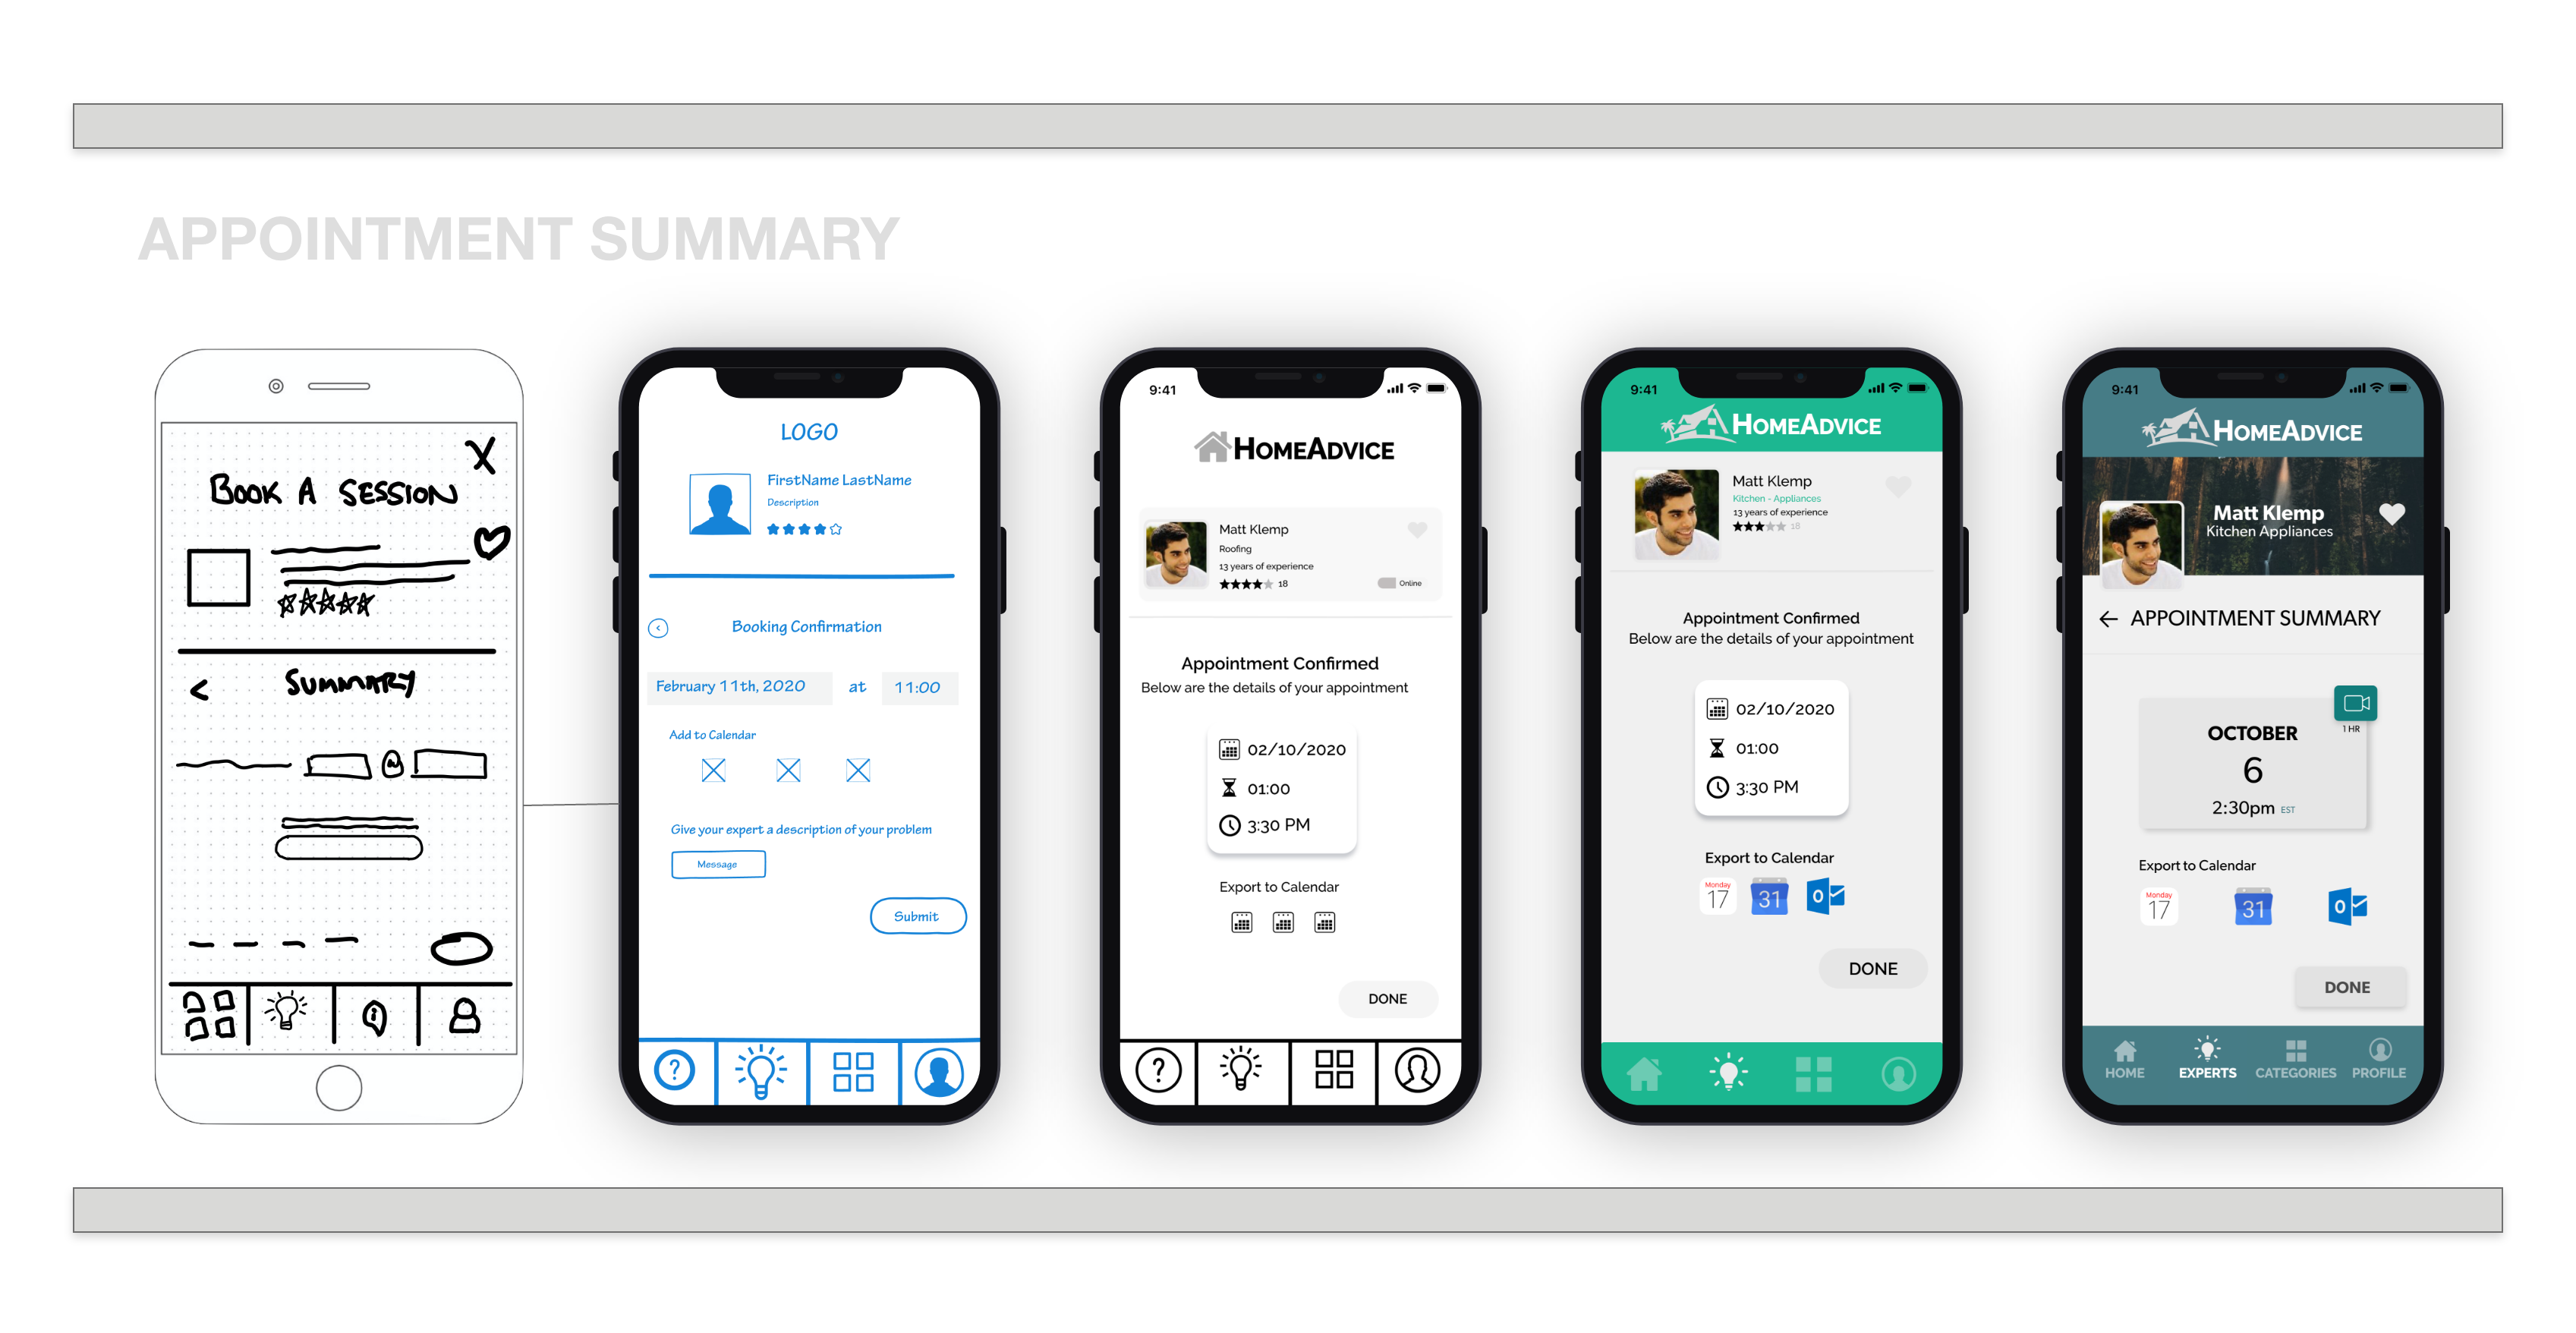 APPOINTMENT SUMMARY
BOOK A SESSION
X
SUMMARY
<
@
LOGO
FirstName LastName
Description
Booking Confirmation
February 11th, 2020 at 11:00
Add to Calendar
Give your expert a description of your problem
Message
Submit
?
9:41
HOMEADVICE
Matt Klemp
Roofing
13 years of experience
18
Online
Appointment Confirmed
Below are the details of your appointment
02/10/2020
01:00
3:30 PM
Export to Calendar
DONE
?
9:41
HOMEADVICE
Matt Klemp
Kitchen - Appliances
13 years of experience
18
Appointment Confirmed
Below are the details of your appointment
02/10/2020
01:00
3:30 PM
Export to Calendar
Monday
17
31
O
DONE
9:41
HOMEADVICE
Matt Klemp
Kitchen Appliances
← APPOINTMENT SUMMARY
1 HR
OCTOBER
6
2:30pm EST
Export to Calendar
Monday
17
31
O
DONE
HOME EXPERTS CATEGORIES PROFILE